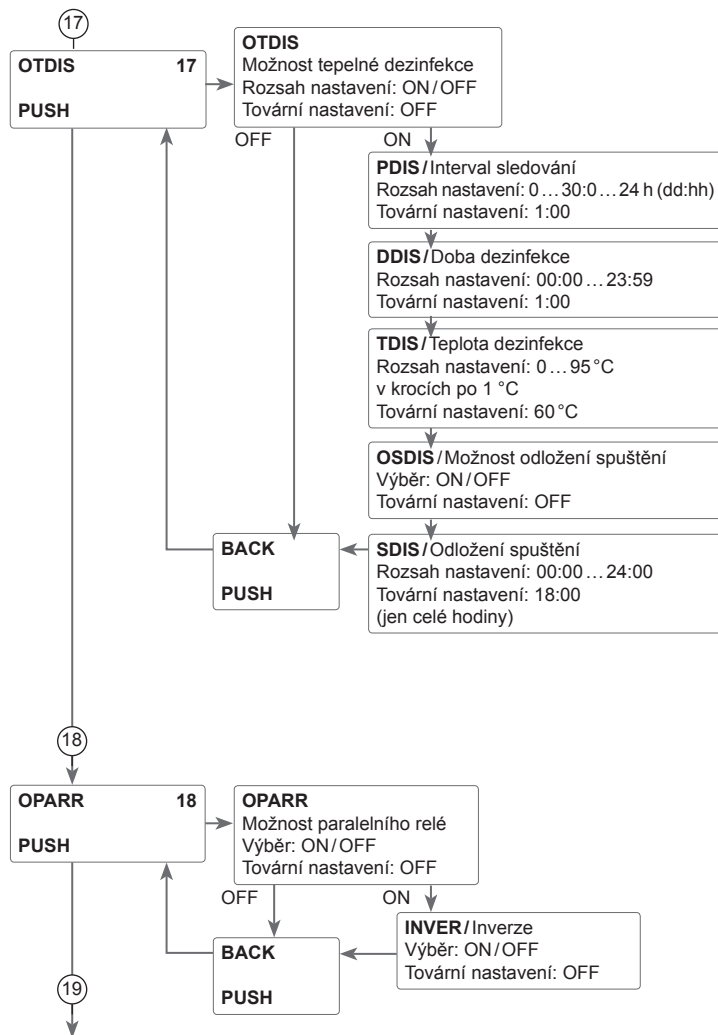 17
OTDIS 17
PUSH
OTDIS
Možnost tepelné dezinfekce
Rozsah nastavení: ON/OFF
Tovární nastavení: OFF
OFF
ON
PDIS/Interval sledování
Rozsah nastavení: 0…30:0…24 h (dd:hh)
Tovární nastavení: 1:00
DDIS/Doba dezinfekce
Rozsah nastavení: 00:00…23:59
Tovární nastavení: 1:00
TDIS/Teplota dezinfekce
Rozsah nastavení: 0…95°C
v krocích po 1 °C
Tovární nastavení: 60°C
OSDIS/Možnost odložení spuštění
Výběr: ON/OFF
Tovární nastavení: OFF
SDIS/Odložení spuštění
Rozsah nastavení: 00:00…24:00
Tovární nastavení: 18:00
(jen celé hodiny)
BACK
PUSH
18
OPARR 18
PUSH
OPARR
Možnost paralelního relé
Výběr: ON/OFF
Tovární nastavení: OFF
OFF
ON
INVER/Inverze
Výběr: ON/OFF
Tovární nastavení: OFF
BACK
PUSH
19